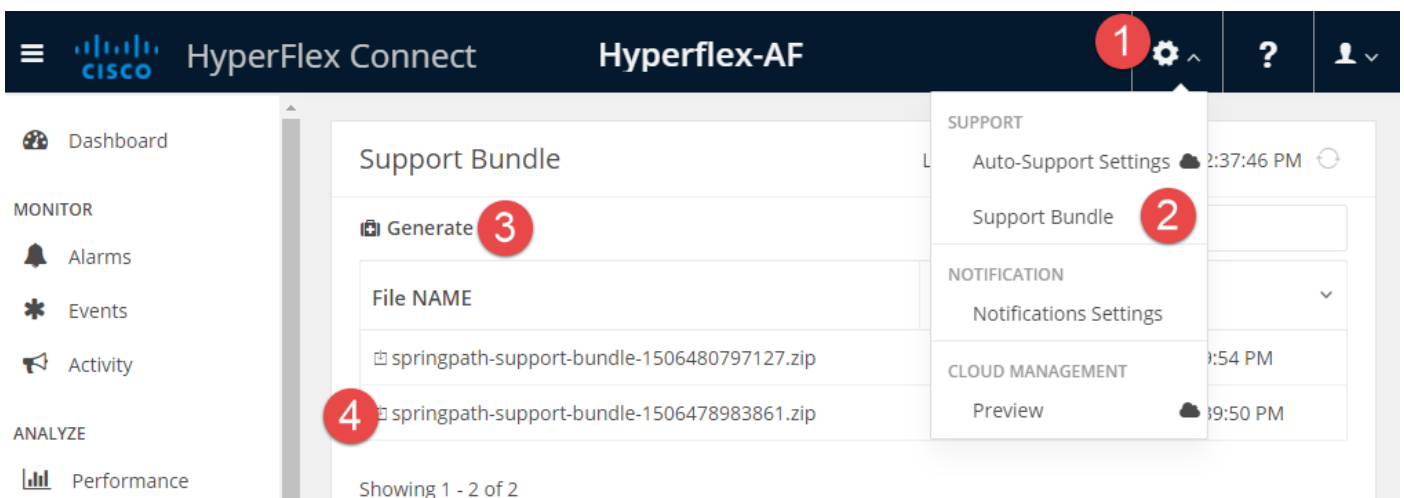 CISCO HyperFlex Connect Hyperflex-AF 1 ?
Dashboard
MONITOR
Alarms
Events
Activity
ANALYZE
Performance
Support Bundle L 2:37:46 PM
Generate 3
File NAME
springpath-support-bundle-1506480797127.zip :54 PM
4 springpath-support-bundle-1506478983861.zip 39:50 PM
Showing 1 - 2 of 2
SUPPORT
Auto-Support Settings
Support Bundle 2
NOTIFICATION
Notifications Settings
CLOUD MANAGEMENT
Preview